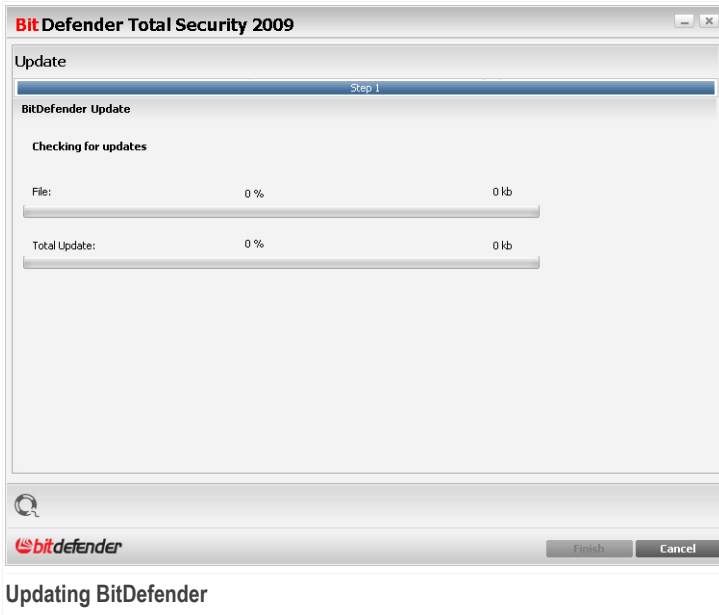 BitDefender Total Security 2009
Update
Step 1
BitDefender Update
Checking for updates
File: 0 % 0 kb
Total Update: 0 % 0 kb
bitdefender
Finish Cancel
Updating BitDefender